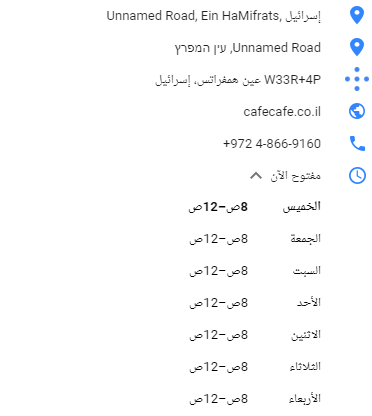 Unnamed Road, Ein HaMifrats, إسرائيل
Unnamed Road, עין המפרץ
W33R+4P عين همفراتس، إسرائيل
cafecafe.co.il
+972 4-866-9160
مفتوح الآن
الخميس 8ص–12ص
الجمعة 8ص–12ص
السبت 8ص–12ص
الأحد 8ص–12ص
الاثنين 8ص–12ص
الثلاثاء 8ص–12ص
الأربعاء 8ص–12ص